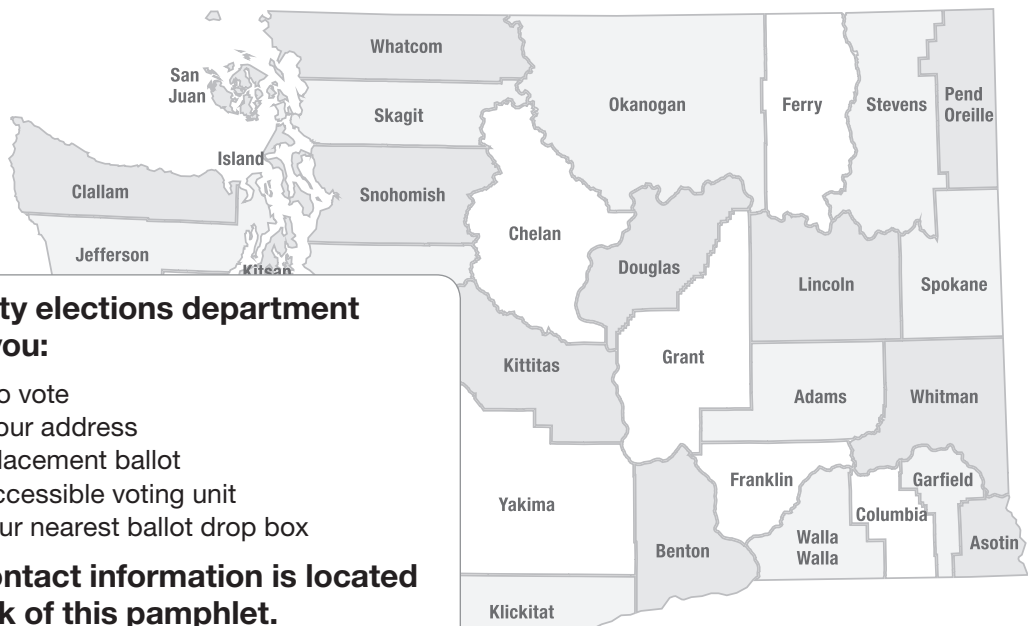 Whatcom
San
Juan
Skagit
Okanogan
Ferry
Stevens
Pend
Oreille
Island
Clallam
Snohomish
Chelan
Jefferson
Kitsap
Douglas
Lincoln
Spokane
Kittitas
Grant
Adams
Whitman
Yakima
Franklin
Garfield
Columbia
Benton
Walla
Walla
Asotin
Klickitat
ty elections department
you:
o vote
our address
lacement ballot
ccessible voting unit
ur nearest ballot drop box
ontact information is located
k of this pamphlet.